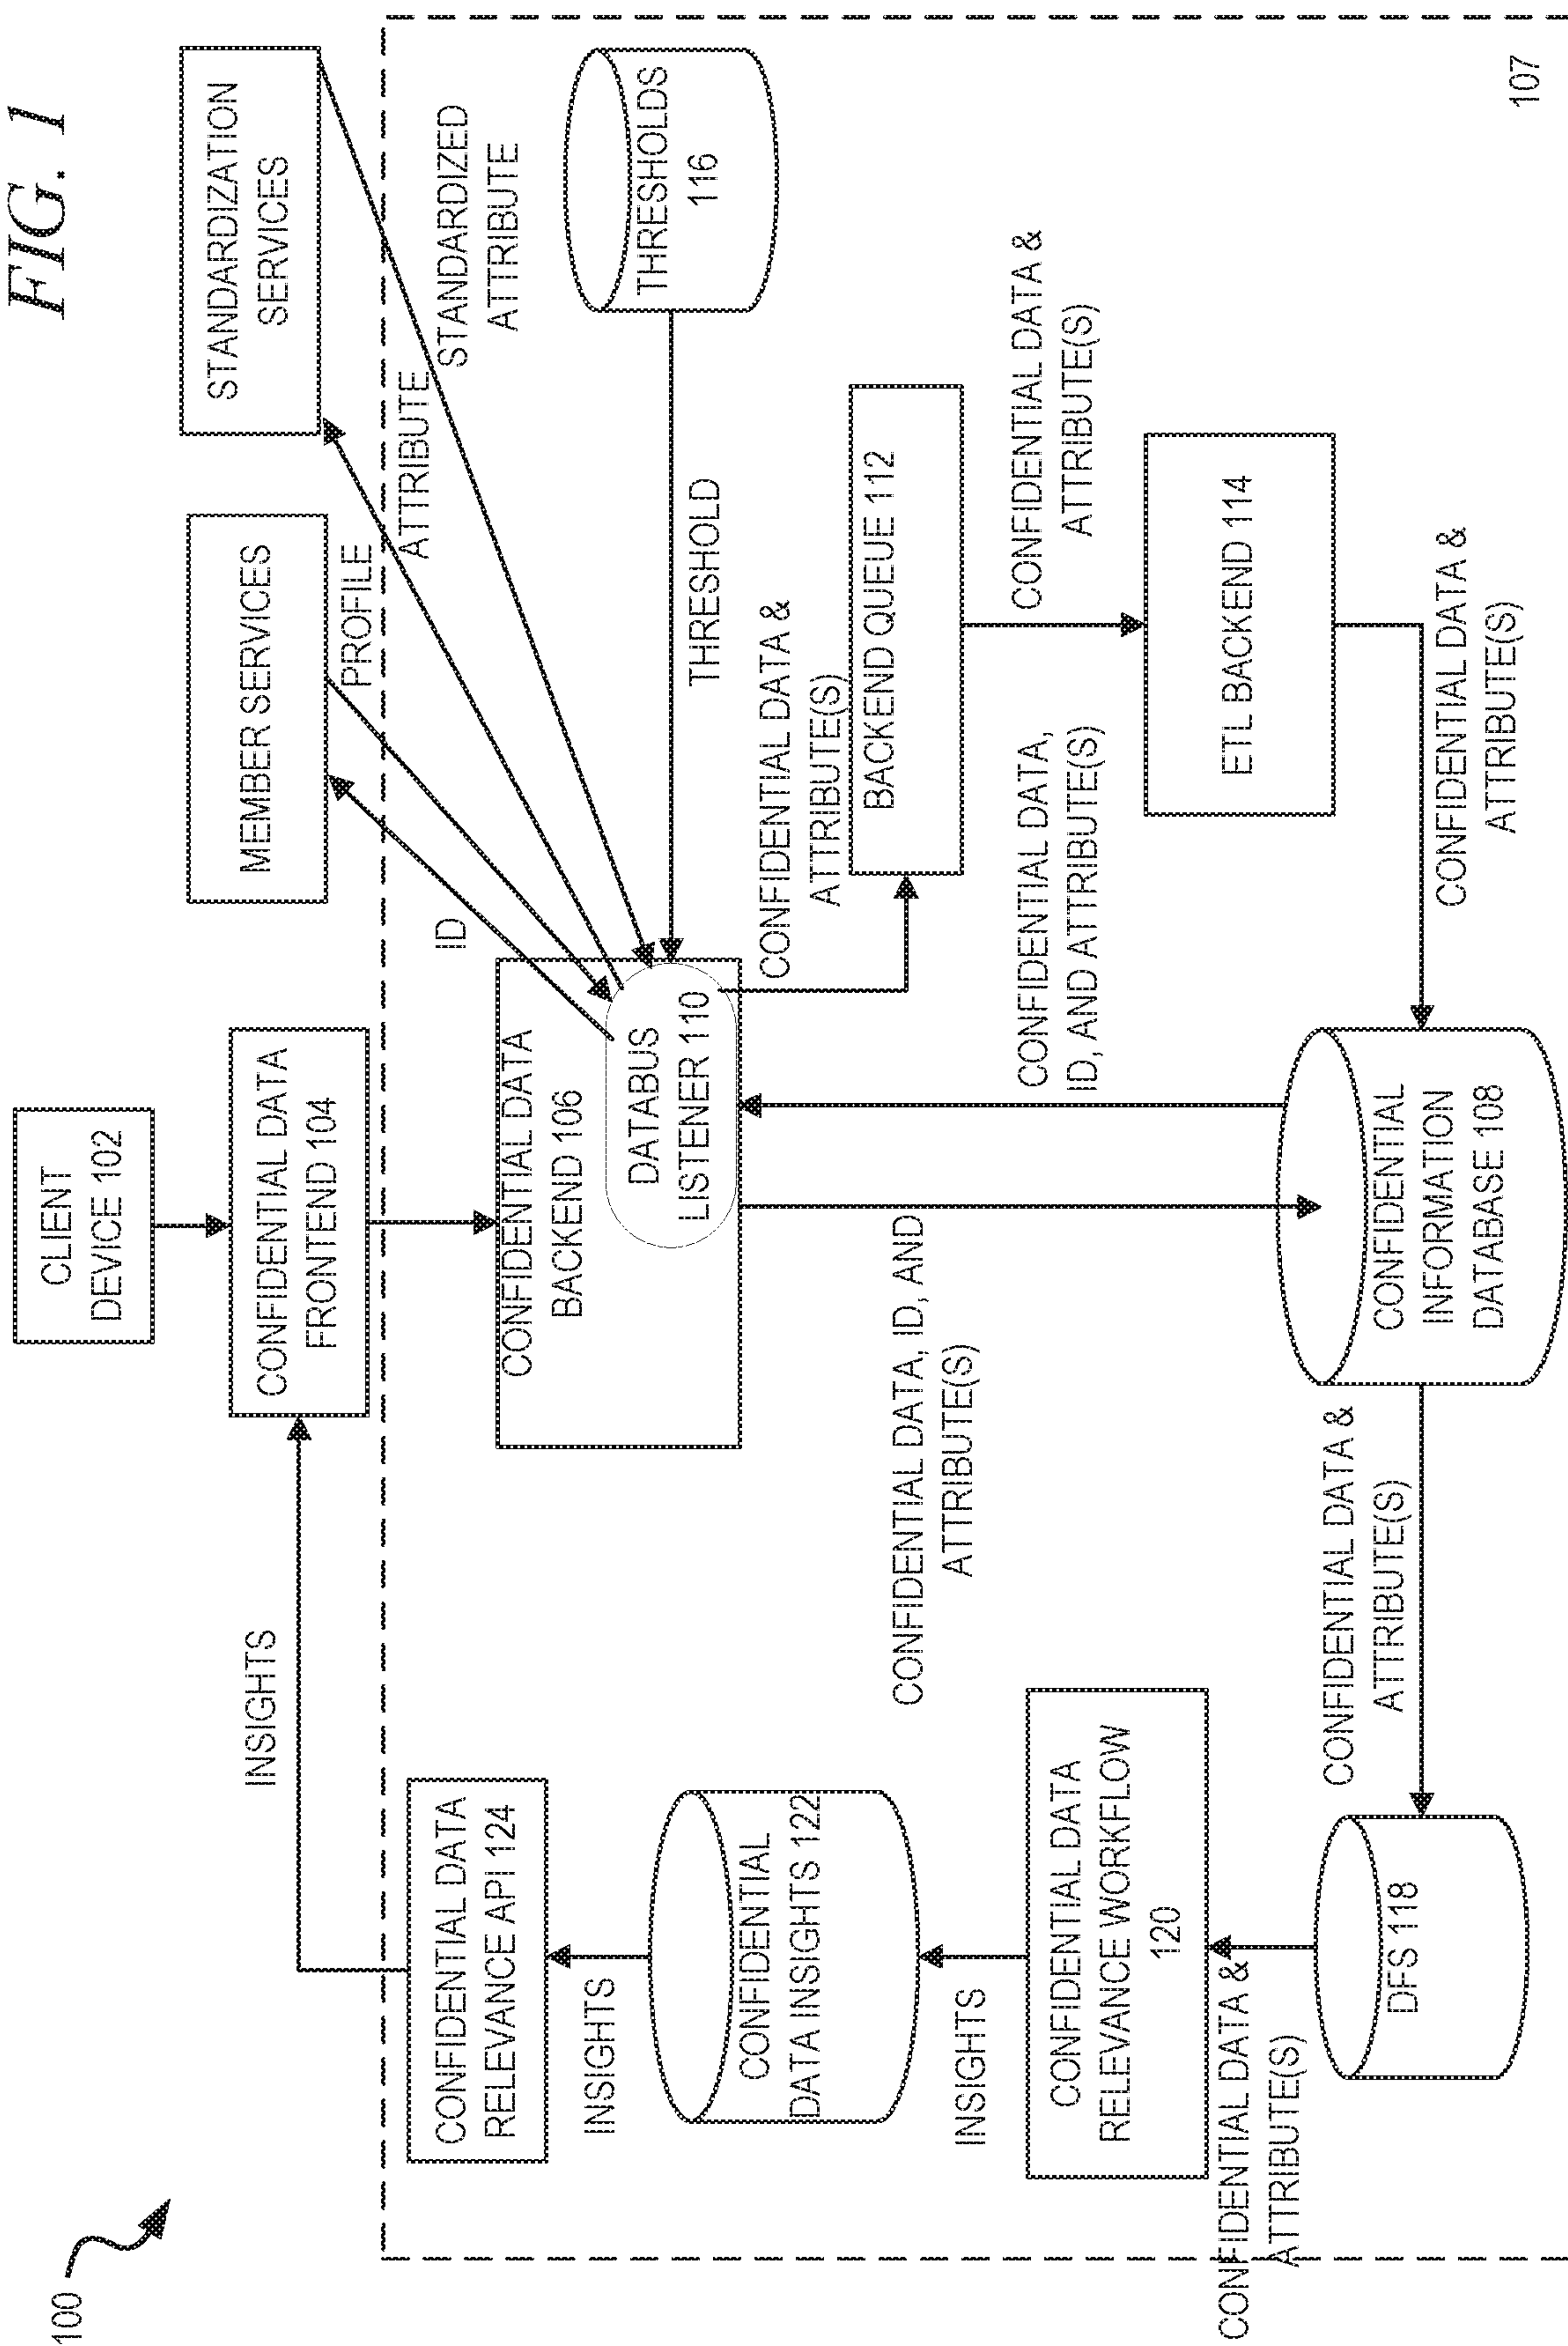 FIG. 1
100
CLIENT
DEVICE 102
CONFIDENTIAL DATA
FRONTEND 104
MEMBER SERVICES
STANDARDIZATION
SERVICES
INSIGHTS
ID
PROFILE
ATTRIBUTE
STANDARDIZED
ATTRIBUTE
CONFIDENTIAL DATA
RELEVANCE API 124
CONFIDENTIAL DATA
BACKEND 106
DATABUS
LISTENER 110
THRESHOLD
THRESHOLDS
116
INSIGHTS
CONFIDENTIAL
DATA INSIGHTS 122
CONFIDENTIAL DATA &
ATTRIBUTE(S)
BACKEND QUEUE 112
CONFIDENTIAL DATA, ID, AND
ATTRIBUTE(S)
CONFIDENTIAL DATA,
ID, AND ATTRIBUTE(S)
CONFIDENTIAL DATA &
ATTRIBUTE(S)
INSIGHTS
CONFIDENTIAL DATA
RELEVANCE WORKFLOW
120
ETL BACKEND 114
CONFIDENTIAL DATA &
ATTRIBUTE(S)
DFS 118
CONFIDENTIAL DATA &
ATTRIBUTE(S)
CONFIDENTIAL
INFORMATION
DATABASE 108
CONFIDENTIAL DATA &
ATTRIBUTE(S)
107